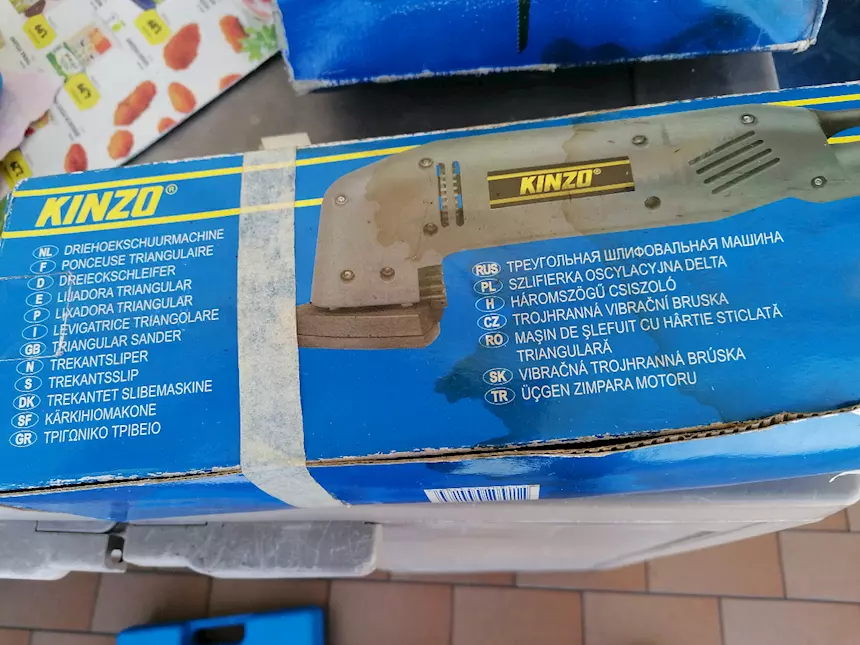 KINZO®
NL DRIEHOEKSCHUURMACHINE
F PONCEUSE TRIANGULAIRE
D DREIECKSCHLEIFER
E LIJADORA TRIANGULAR
P LIXADORA TRIANGULAR
I LEVIGATRICE TRIANGOLARE
GB TRIANGULAR SANDER
N TREKANTSLIPER
S TREKANTSSLIP
DK TREKANTET SLIBEMASKINE
SF KÄRKIHIOMAKONE
GR ΤΡΙΓΩΝΙΚΟ ΤΡΙΒΕΙΟ
KINZO®
RUS ТРЕУГОЛЬНАЯ ШЛИФОВАЛЬНАЯ МАШИНА
PL SZLIFIERKA OSCYLACYJNA DELTA
H HÁROMSZÖGŰ CSISZOLÓ
CZ TROJHRANNÁ VIBRAČNÍ BRUSKA
RO MAŞIN DE ŞLEFUIT CU HÂRTIE STICLATĂ
TRIANGULARĂ
SK VIBRAČNÁ TROJHRANNÁ BRÚSKA
TR ÜÇGEN ZIMPARA MOTORU